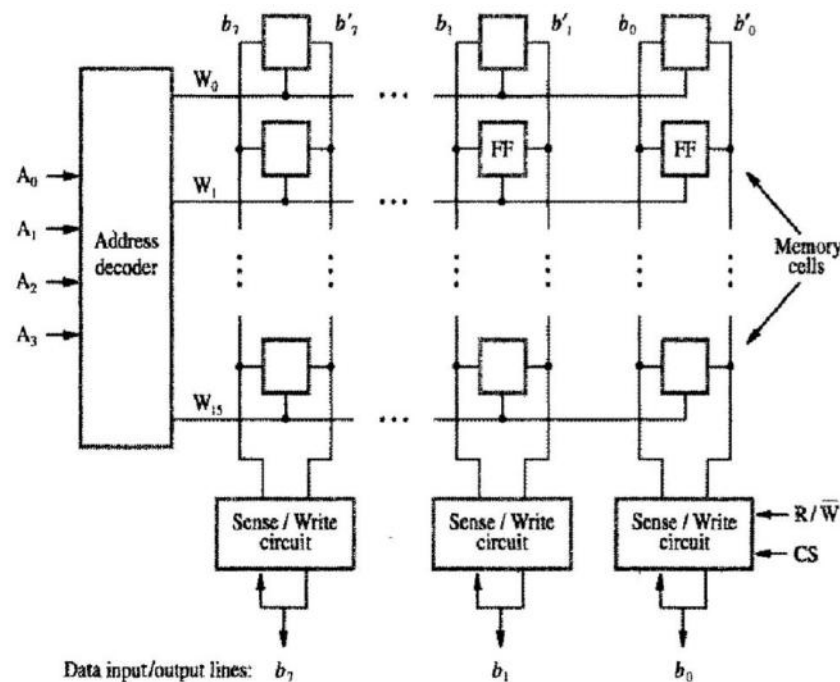 b₇ b'₇ b₁ b'₁ b₀ b'₀
W₀
FF FF
A₀
W₁
A₁
Address
decoder
Memory
cells
A₂
A₃
W₁₅
Sense / Write
circuit
Sense / Write
circuit
Sense / Write
circuit
R / W̅
CS
Data input/output lines: b₇ b₁ b₀